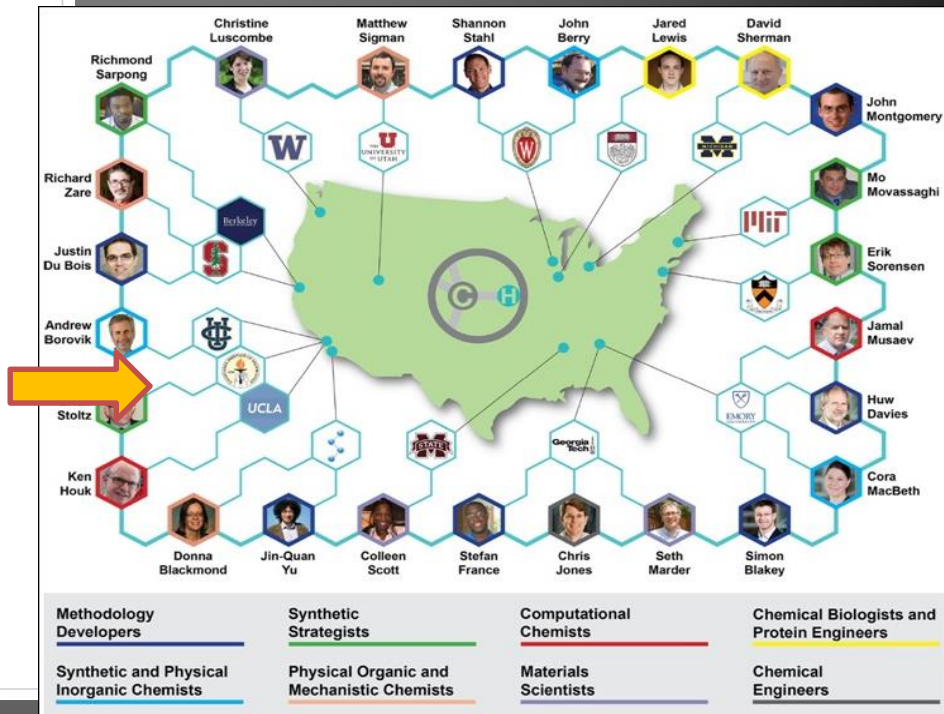 Christine
Luscombe
Matthew
Sigman
Shannon
Stahl
John
Berry
Jared
Lewis
David
Sherman
Richmond
Sarpong
John
Montgomery
W
THE
UNIVERSITY
OF UTAH
W
MICHIGAN
M
Richard
Zare
Mo
Movassaghi
Berkeley
MIT
Justin
Du Bois
S
Erik
Sorensen
C
H
Andrew
Borovik
Jamal
Musaev
Stoltz
UCLA
EMORY
Huw
Davies
STATE
Georgia
Tech
Ken
Houk
Cora
MacBeth
Donna
Blackmond
Jin-Quan
Yu
Colleen
Scott
Stefan
France
Chris
Jones
Seth
Marder
Simon
Blakey
Methodology
Developers
Synthetic
Strategists
Computational
Chemists
Chemical Biologists and
Protein Engineers
Synthetic and Physical
Inorganic Chemists
Physical Organic and
Mechanistic Chemists
Materials
Scientists
Chemical
Engineers